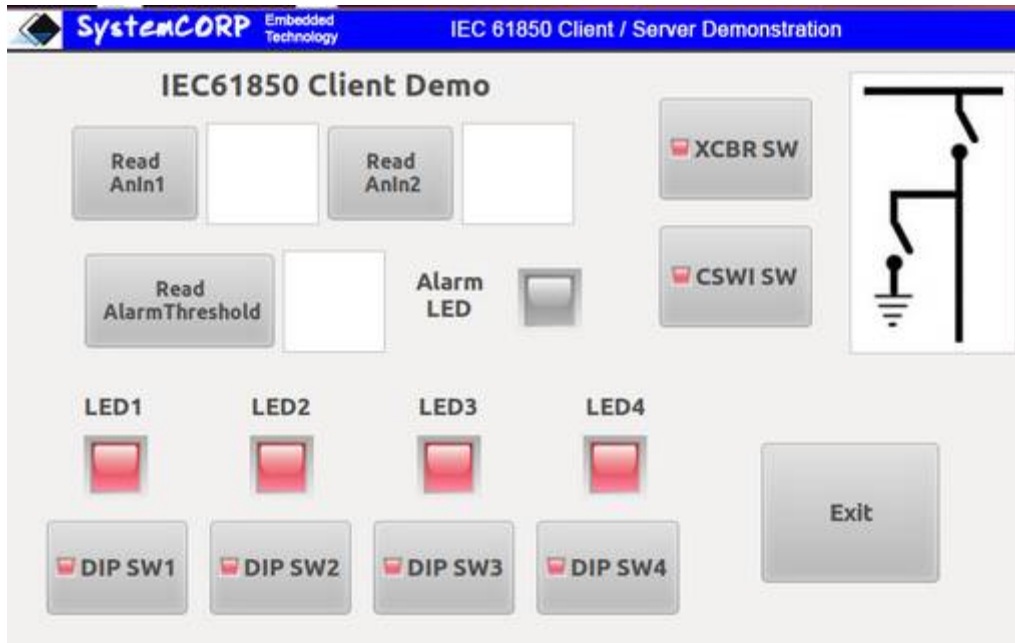 SystemCORP Embedded Technology
IEC 61850 Client / Server Demonstration
IEC61850 Client Demo
Read
AnIn1
Read
AnIn2
XCBR SW
Read
AlarmThreshold
Alarm
LED
CSWI SW
LED1
LED2
LED3
LED4
Exit
DIP SW1
DIP SW2
DIP SW3
DIP SW4